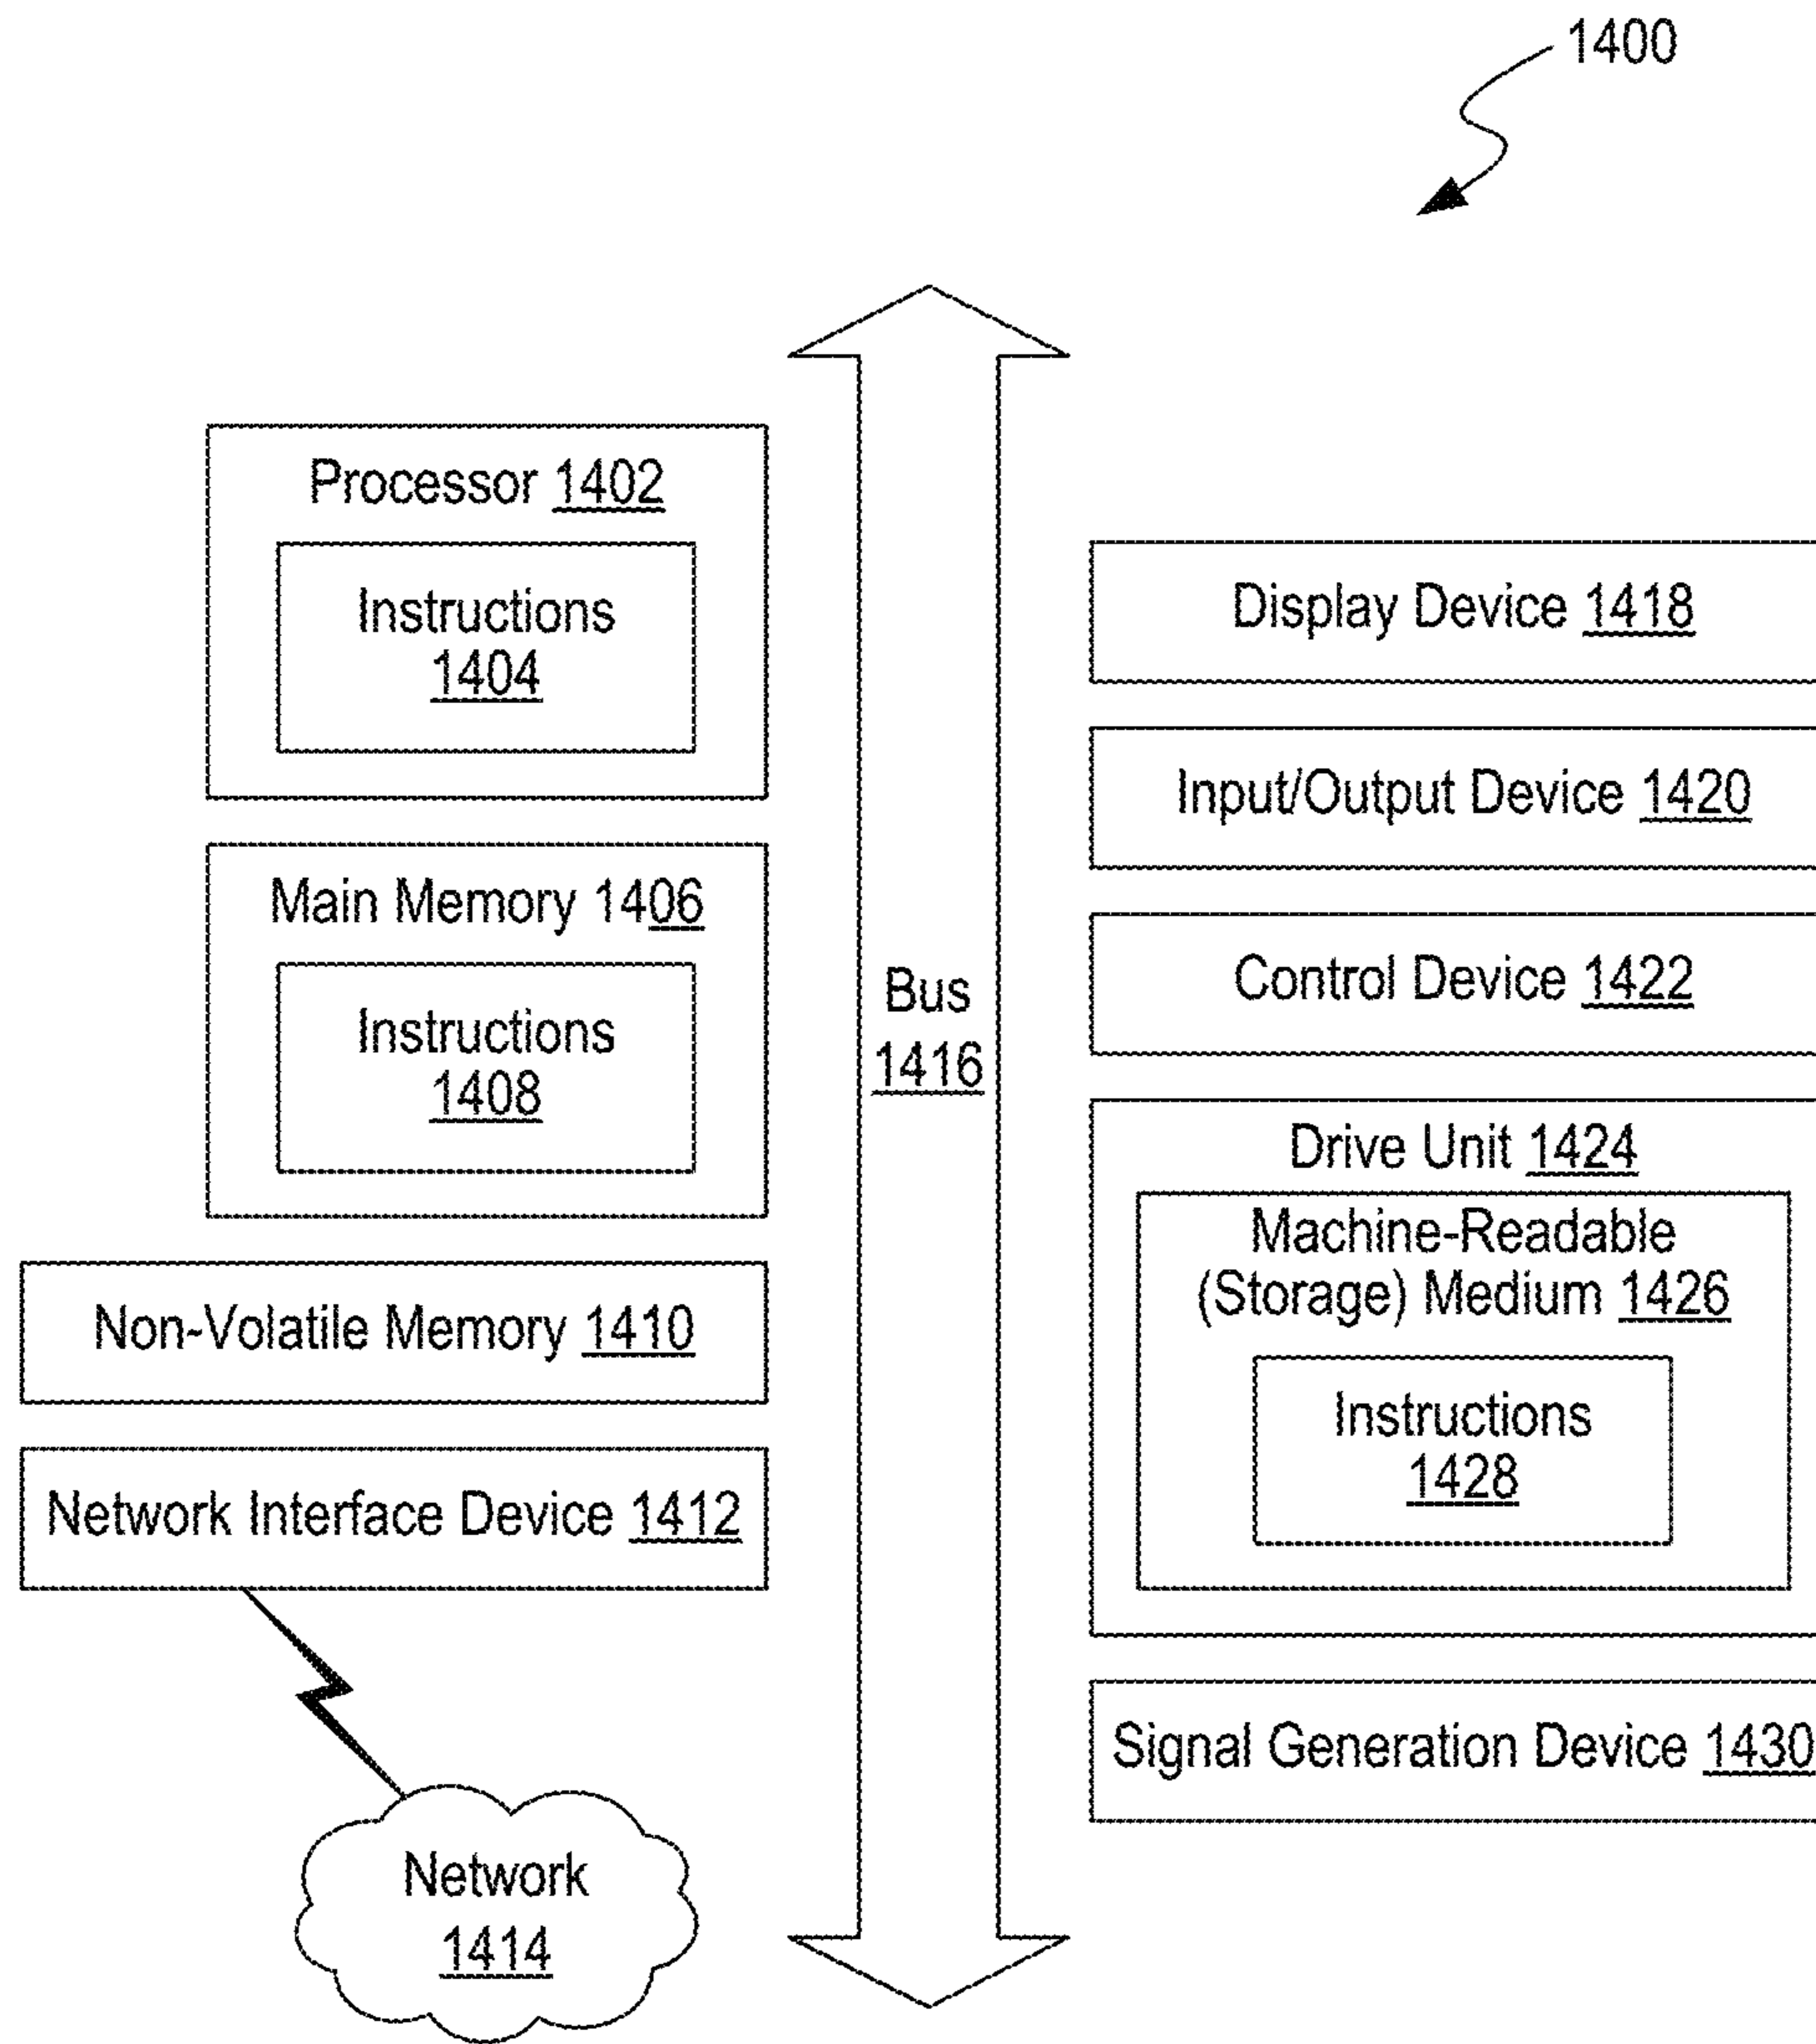 1400
Processor 1402
Instructions
1404
Main Memory 1406
Instructions
1408
Non-Volatile Memory 1410
Network Interface Device 1412
Network
1414
Bus
1416
Display Device 1418
Input/Output Device 1420
Control Device 1422
Drive Unit 1424
Machine-Readable
(Storage) Medium 1426
Instructions
1428
Signal Generation Device 1430